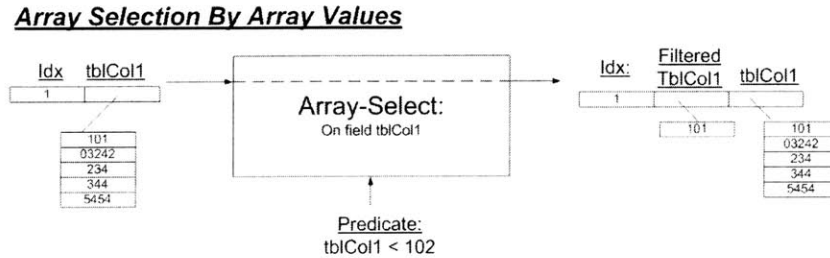 Array Selection By Array Values
Idx tblCol1
1
101
03242
234
344
5454
Array-Select:
On field tblCol1
Predicate:
tblCol1 < 102
Idx: Filtered TblCol1 tblCol1
1
101
101
03242
234
344
5454